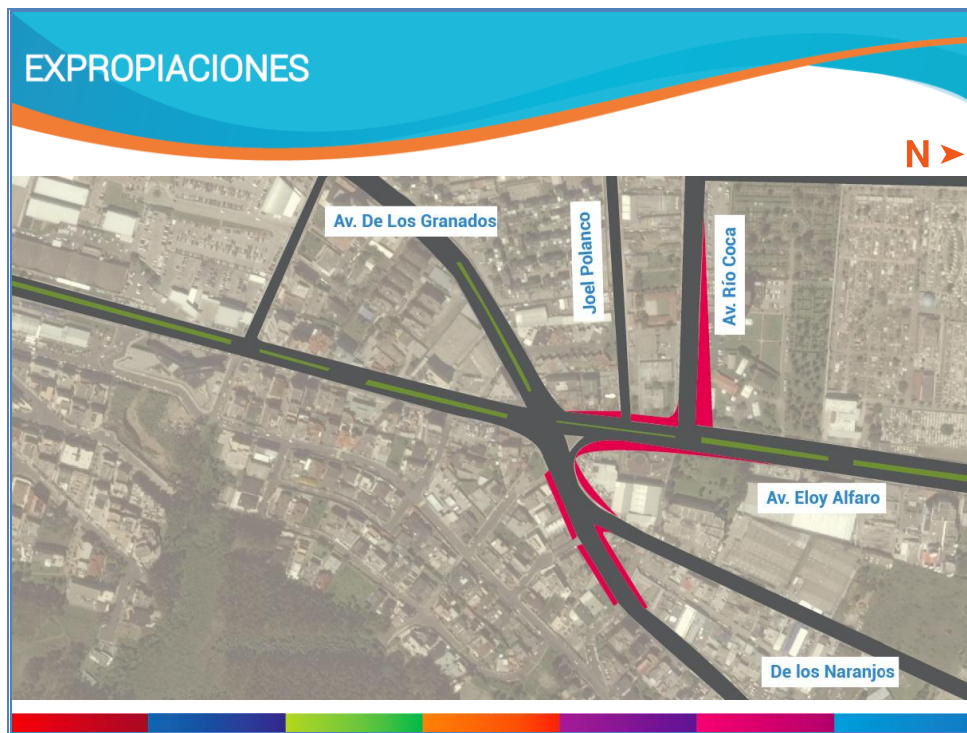 EXPROPIACIONES
N
Av. De Los Granados
Joel Polanco
Av. Río Coca
Av. Eloy Alfaro
De los Naranjos